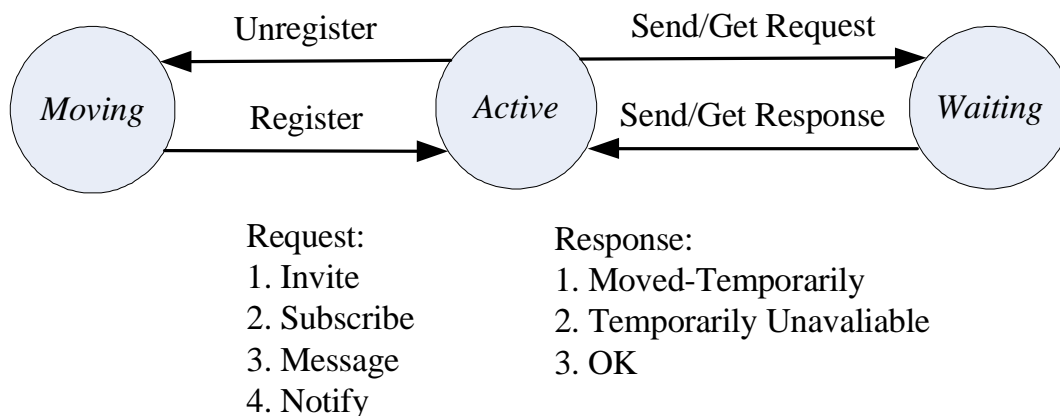 Unregister
Send/Get Request
Moving
Active
Waiting
Register
Send/Get Response
Request:
1. Invite
2. Subscribe
3. Message
4. Notify
Response:
1. Moved-Temporarily
2. Temporarily Unavaliable
3. OK